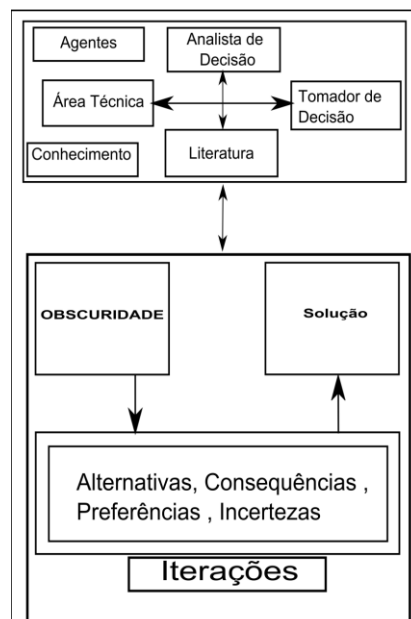 Agentes
Analista de
Decisão
Área Técnica
Tomador de
Decisão
Conhecimento
Literatura
OBSCURIDADE
Solução
Alternativas, Consequências ,
Preferências , Incertezas
Iterações